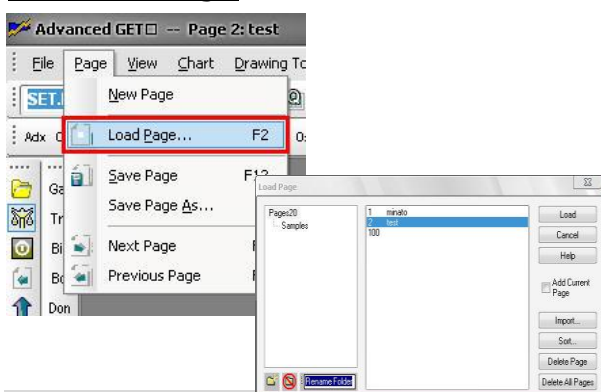 Advanced GET□ -- Page 2: test
File Page View Chart Drawing
New Page
Adx
Load Page... F2
Save Page
Save Page As...
Next Page
Previous Page
Don
Load Page
Pages20
Samples
1 minato
2 test
100
Load
Cancel
Help
Add Current
Page
Import...
Sort...
Delete Page
Rename Folder
Delete All Pages